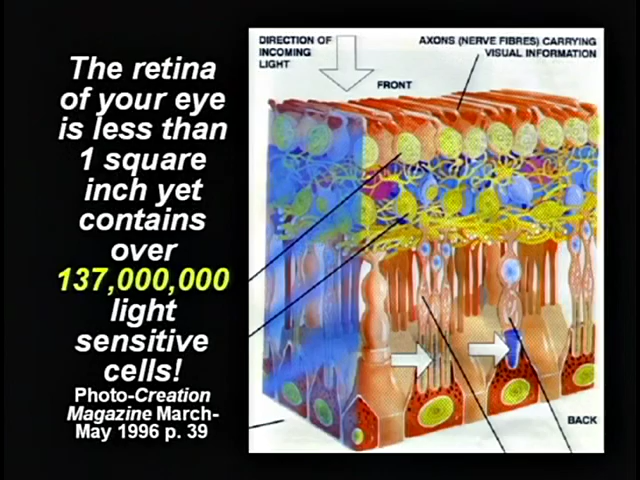 The retina
of your eye
is less than
1 square
inch yet
contains
over
137,000,000
light
sensitive
cells!
Photo-Creation
Magazine March-
May 1996 p. 39
DIRECTION OF
INCOMING
LIGHT
FRONT
AXONS (NERVE FIBRES) CARRYING
VISUAL INFORMATION
BACK